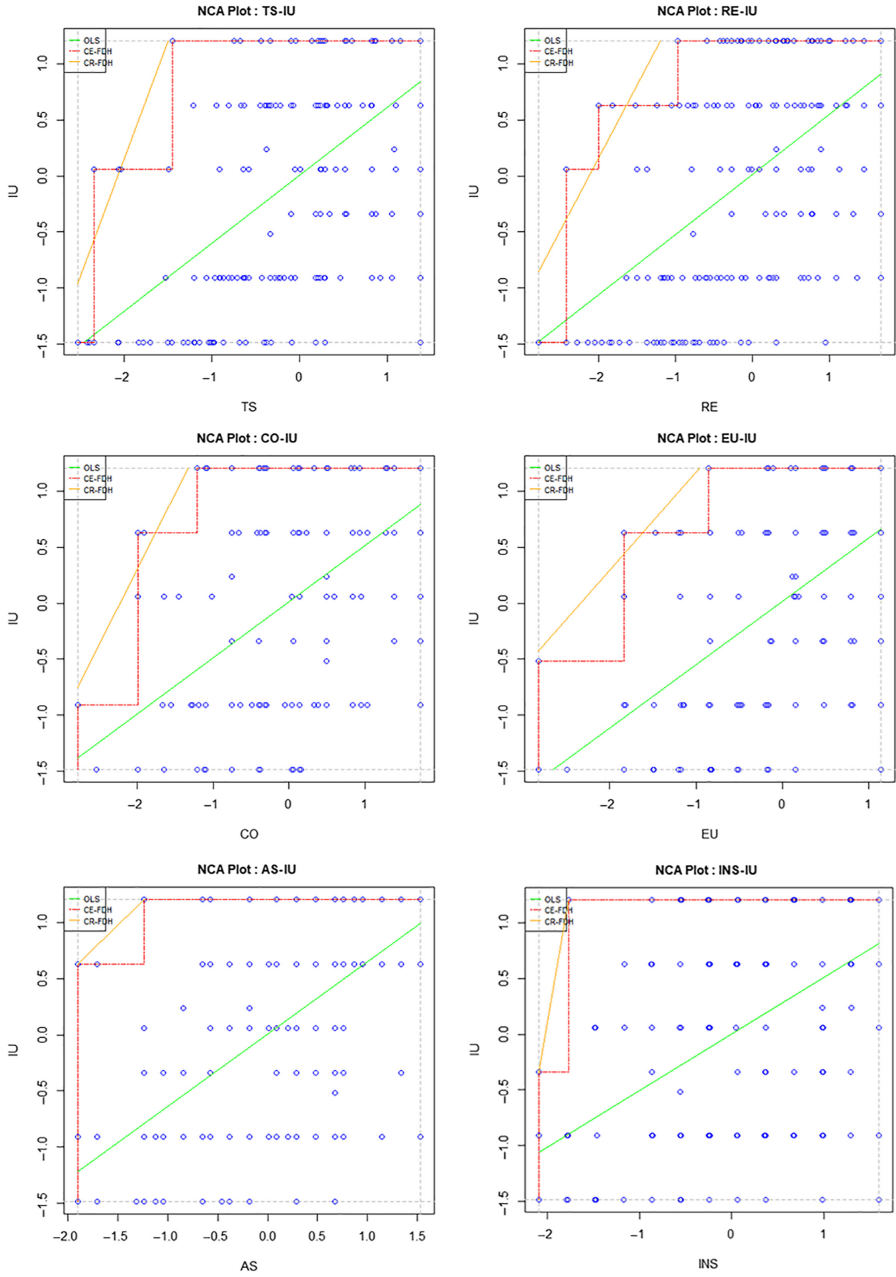 NCA Plot : TS-IU
OLS
CE-FDH
CR-FDH
IU
1.0
0.5
0.0
−0.5
−1.0
−1.5
−2
−1
0
1
TS
NCA Plot : RE-IU
OLS
CE-FDH
CR-FDH
IU
1.0
0.5
0.0
−0.5
−1.0
−1.5
−2
−1
0
1
RE
NCA Plot : CO-IU
OLS
CE-FDH
CR-FDH
IU
1.0
0.5
0.0
−0.5
−1.0
−1.5
−2
−1
0
1
CO
NCA Plot : EU-IU
OLS
CE-FDH
CR-FDH
IU
1.0
0.5
0.0
−0.5
−1.0
−1.5
−2
−1
0
1
EU
NCA Plot : AS-IU
OLS
CE-FDH
CR-FDH
IU
1.0
0.5
0.0
−0.5
−1.0
−1.5
−2.0
−1.5
−1.0
−0.5
0.0
0.5
1.0
1.5
AS
NCA Plot : INS-IU
OLS
CE-FDH
CR-FDH
IU
1.0
0.5
0.0
−0.5
−1.0
−1.5
−2
−1
0
1
INS